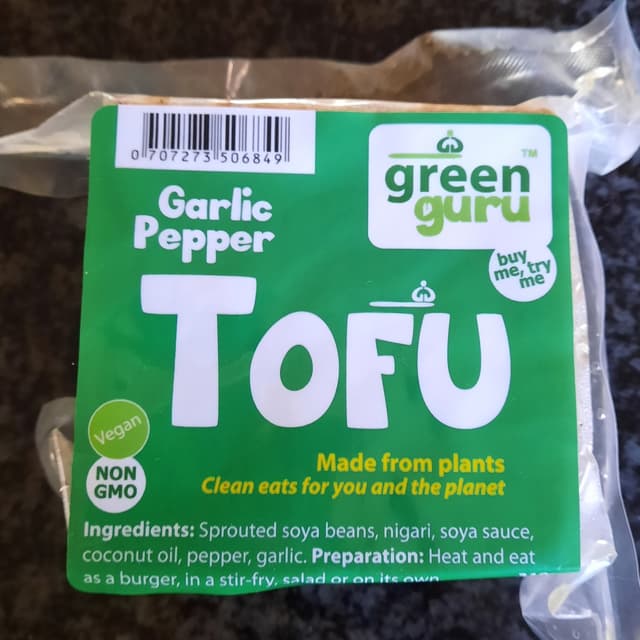 0 707273 506849
green
guru
TM
Garlic
Pepper
buy
me, try
me
TOFU
Vegan
NON
GMO
Made from plants
Clean eats for you and the planet
Ingredients: Sprouted soya beans, nigari, soya sauce,
coconut oil, pepper, garlic. Preparation: Heat and eat
as a burger, in a stir-fry, salad or on its own